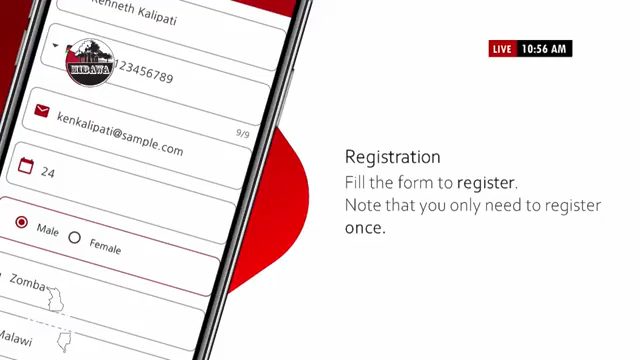 Kenneth Kalipati
LIVE 10:56 AM
KIBAWA
123456789
9/9
kenkalipati@sample.com
24
Male
Female
Zomba
Malawi
Registration
Fill the form to register.
Note that you only need to register
once.